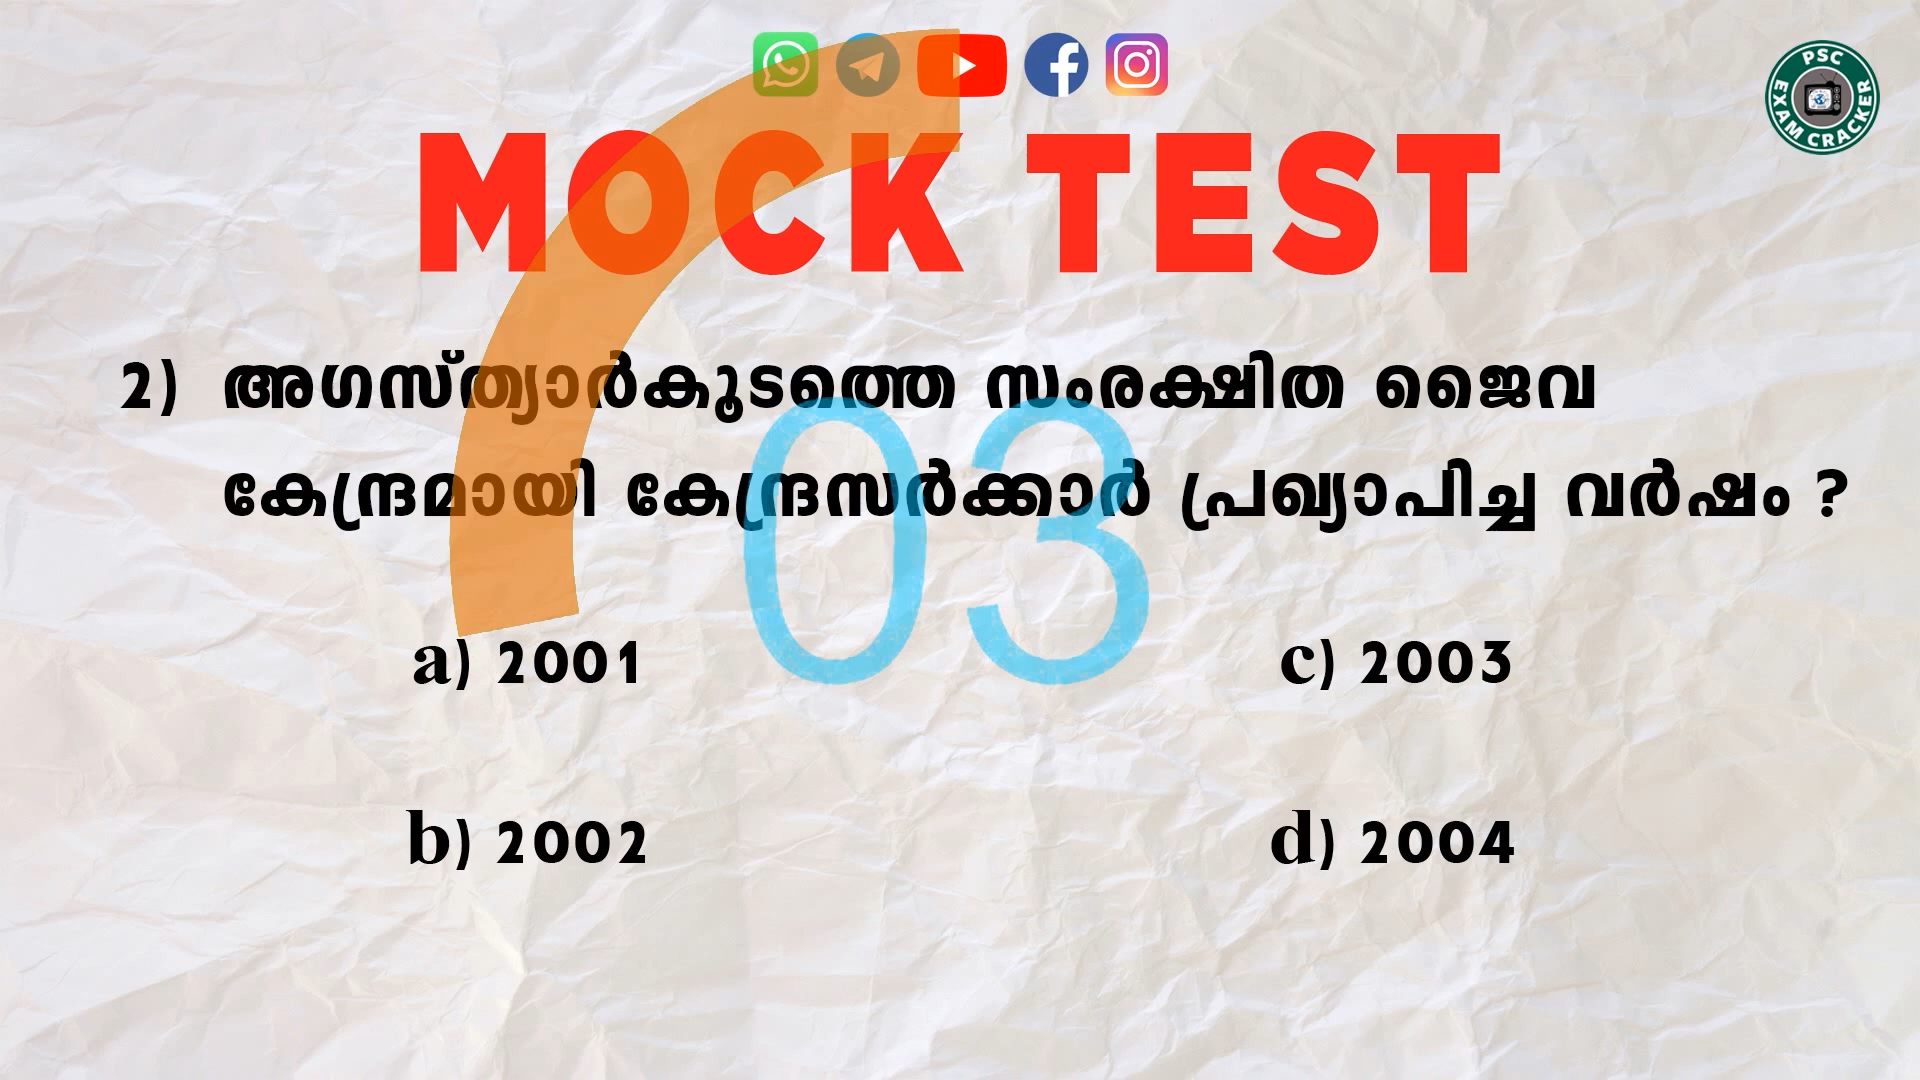 PSC
EXAM CRACKER
MOCK TEST
2) അഗസ്ത്യാർകൂടത്തെ സംരക്ഷിത ജൈവ
കേന്ദ്രമായി കേന്ദ്രസർക്കാർ പ്രഖ്യാപിച്ച വർഷം ?
03
a) 2001
c) 2003
b) 2002
d) 2004